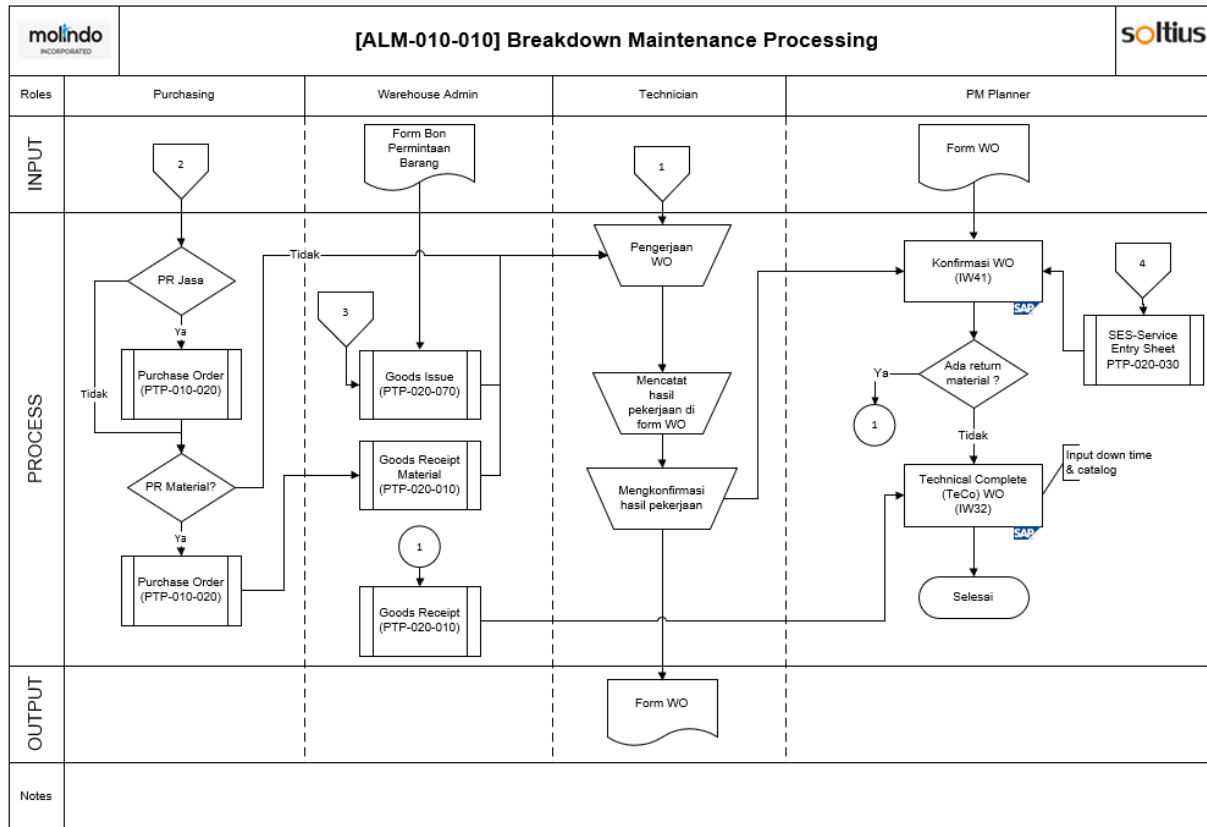 molindo
INCORPORATED
[ALM-010-010] Breakdown Maintenance Processing
soltius
Roles
Purchasing
Warehouse Admin
Technician
PM Planner
INPUT
2
Form Bon
Permintaan
Barang
1
Form WO
PROCESS
PR Jasa
Ya
Tidak
Purchase Order
(PTP-010-020)
PR Material?
Tidak
Ya
Purchase Order
(PTP-010-020)
3
Goods Issue
(PTP-020-070)
Goods Receipt
Material
(PTP-020-010)
1
Goods Receipt
(PTP-020-010)
Pengerjaan
WO
Mencatat
hasil
pekerjaan di
form WO
Mengkonfirmasi
hasil pekerjaan
Konfirmasi WO
(IW41)
SAP
4
SES-Service
Entry Sheet
PTP-020-030
Ada return
material ?
Ya
1
Tidak
Technical Complete
(TeCo) WO
(IW32)
SAP
Input down time
& catalog
Selesai
OUTPUT
Form WO
Notes